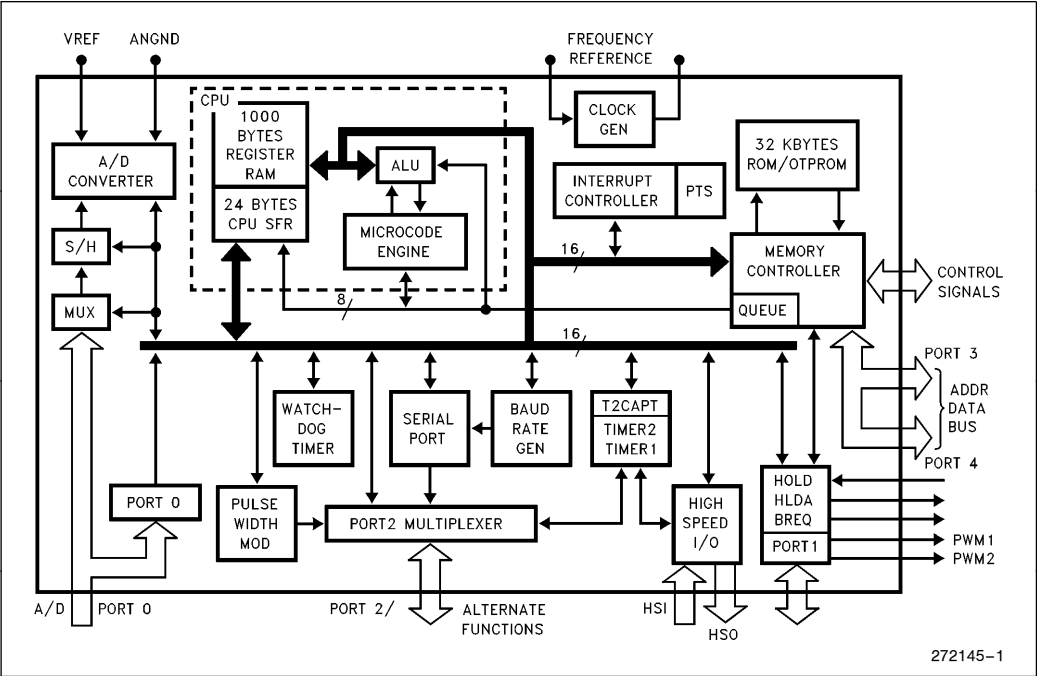 VREF
ANGND
FREQUENCY
REFERENCE
CPU
1000
BYTES
REGISTER
RAM
24 BYTES
CPU SFR
ALU
MICROCODE
ENGINE
CLOCK
GEN
32 KBYTES
ROM/OTPROM
A/D
CONVERTER
INTERRUPT
CONTROLLER
PTS
S/H
MUX
16
MEMORY
CONTROLLER
QUEUE
CONTROL
SIGNALS
8
16
PORT 3
ADDR
DATA
BUS
PORT 4
WATCH-
DOG
TIMER
SERIAL
PORT
BAUD
RATE
GEN
T2CAPT
TIMER2
TIMER1
PORT 0
PULSE
WIDTH
MOD
PORT2 MULTIPLEXER
HIGH
SPEED
I/O
HOLD
HLDA
BREQ
PORT1
PWM1
PWM2
A/D
PORT 0
PORT 2/
ALTERNATE
FUNCTIONS
HSI
HSO
272145-1